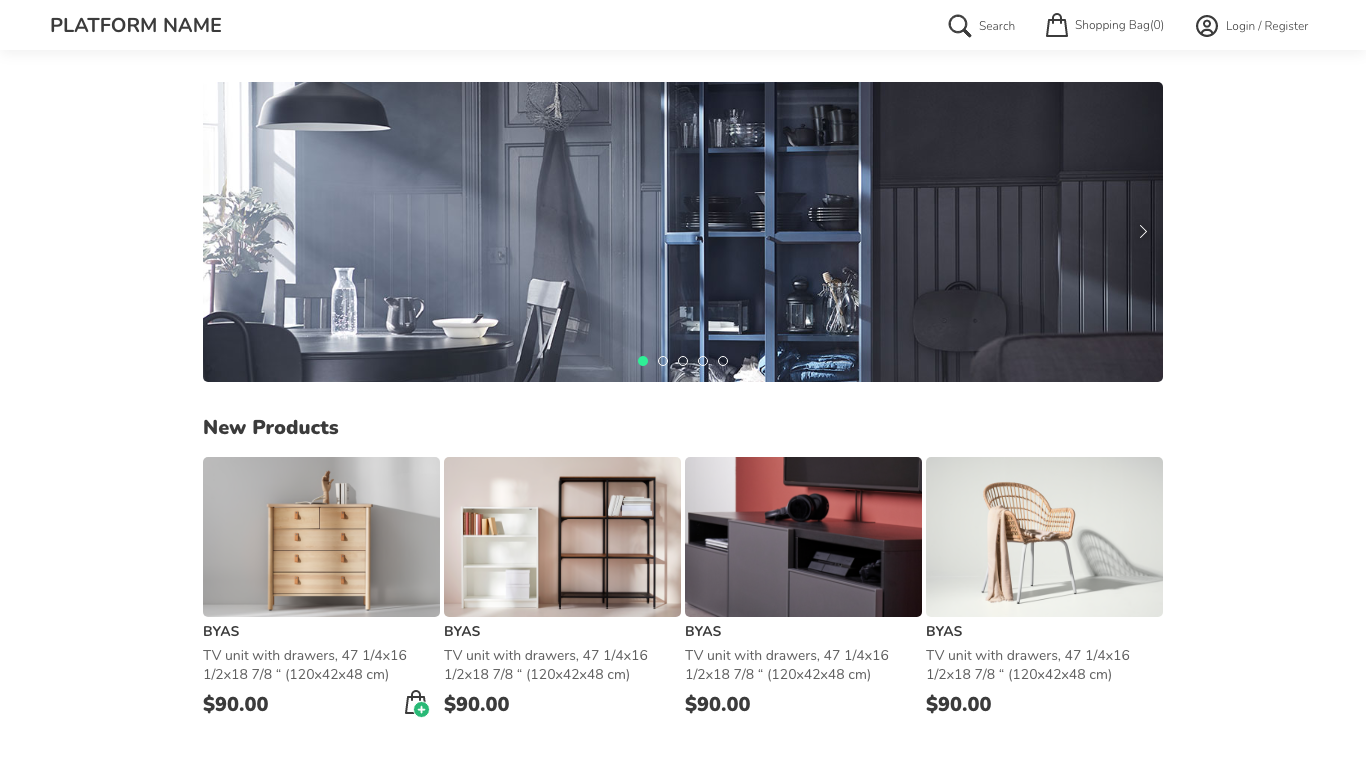 PLATFORM NAME
Search
Shopping Bag(0)
Login / Register
New Products
BYAS
TV unit with drawers, 47 1/4x16
1/2x18 7/8 “ (120x42x48 cm)
$90.00
BYAS
TV unit with drawers, 47 1/4x16
1/2x18 7/8 “ (120x42x48 cm)
$90.00
BYAS
TV unit with drawers, 47 1/4x16
1/2x18 7/8 “ (120x42x48 cm)
$90.00
BYAS
TV unit with drawers, 47 1/4x16
1/2x18 7/8 “ (120x42x48 cm)
$90.00